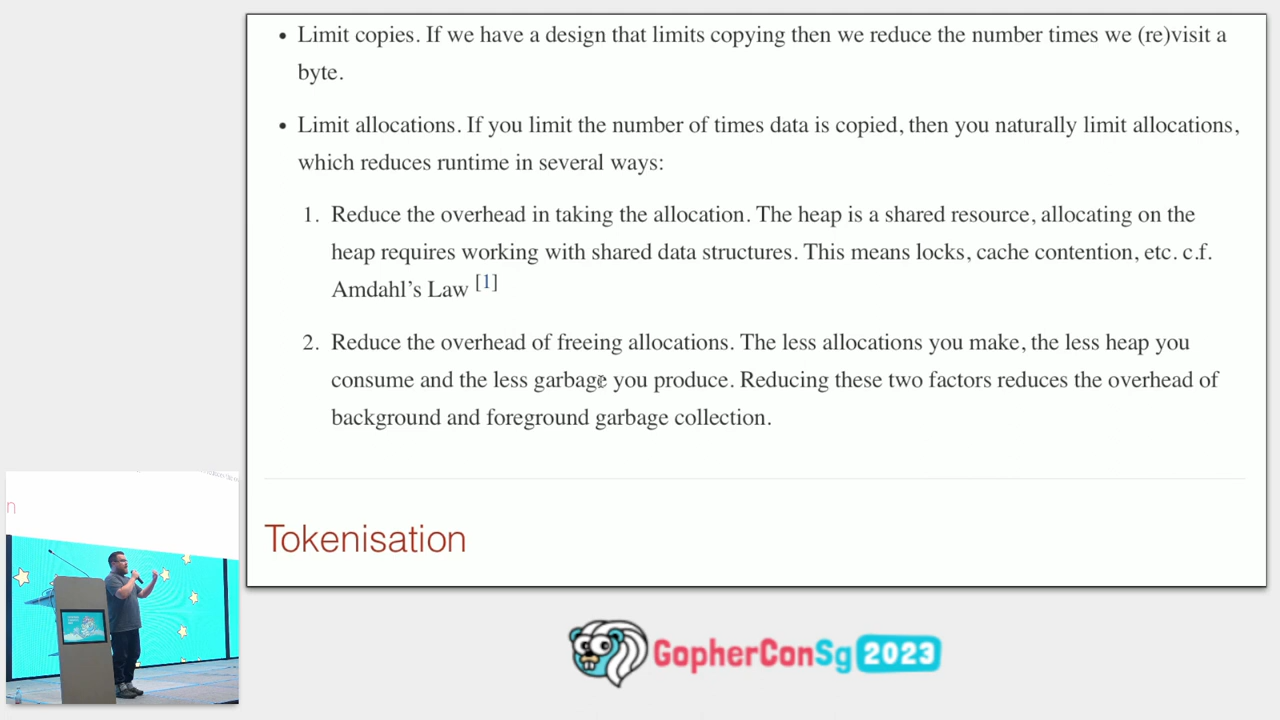 • Limit copies. If we have a design that limits copying then we reduce the number times we (re)visit a
byte.
• Limit allocations. If you limit the number of times data is copied, then you naturally limit allocations,
which reduces runtime in several ways:
1. Reduce the overhead in taking the allocation. The heap is a shared resource, allocating on the
heap requires working with shared data structures. This means locks, cache contention, etc. c.f.
Amdahl’s Law [1]
2. Reduce the overhead of freeing allocations. The less allocations you make, the less heap you
consume and the less garbage you produce. Reducing these two factors reduces the overhead of
background and foreground garbage collection.
Tokenisation
n
GopherConSg 2023